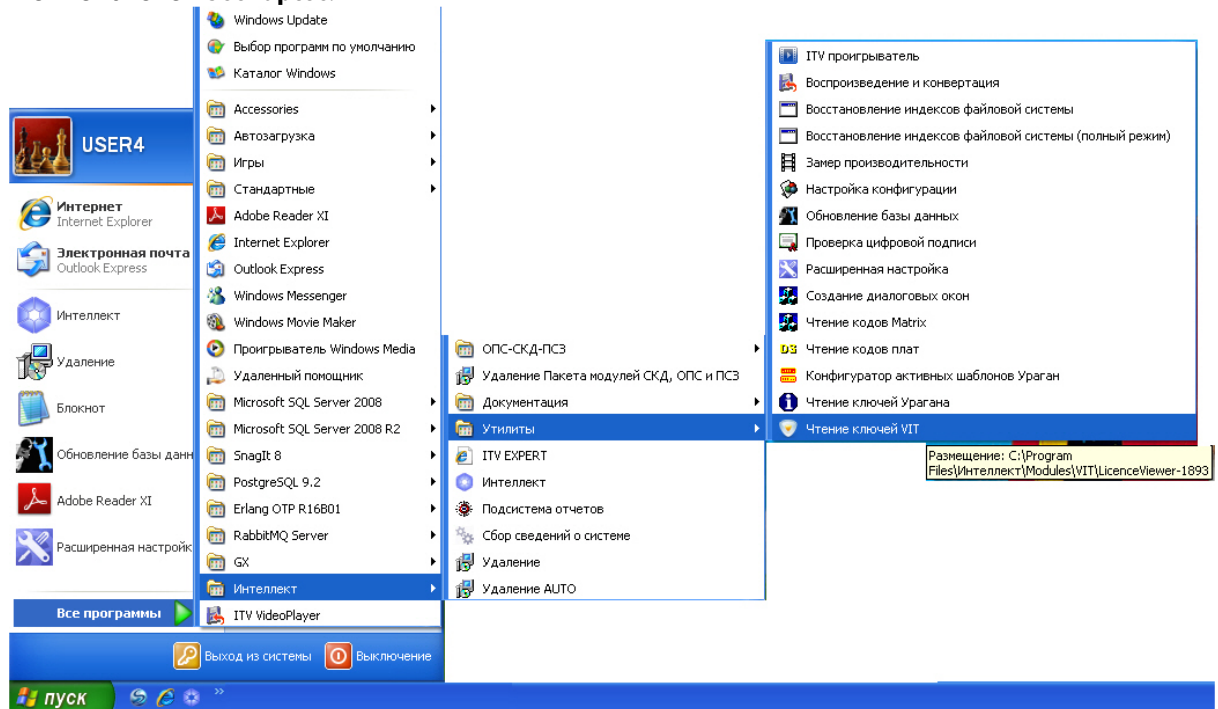 Windows Update
Выбор программ по умолчанию
Каталог Windows
Accessories
Автозагрузка
Игры
Стандартные
Adobe Reader XI
Internet Explorer
Outlook Express
Windows Messenger
Windows Movie Maker
Проигрыватель Windows Media
Удаленный помощник
Microsoft SQL Server 2008
Microsoft SQL Server 2008 R2
SnagIt 8
PostgreSQL 9.2
Erlang OTP R16B01
RabbitMQ Server
GX
Интеллект
ITV VideoPlayer
USER4
Интернет
Internet Explorer
Электронная почта
Outlook Express
Интеллект
Удаление
Блокнот
Обновление базы данн
Adobe Reader XI
Расширенная настройк
Все программы
Выход из системы
Выключение
пуск
ОПС-СКД-ПСЗ
Удаление Пакета модулей СКД, ОПС и ПСЗ
Документация
Утилиты
ITV EXPERT
Интеллект
Подсистема отчетов
Сбор сведений о системе
Удаление
Удаление AUTO
ITV проигрыватель
Воспроизведение и конвертация
Восстановление индексов файловой системы
Восстановление индексов файловой системы (полный режим)
Замер производительности
Настройка конфигурации
Обновление базы данных
Проверка цифровой подписи
Расширенная настройка
Создание диалоговых окон
Чтение кодов Matrix
Чтение кодов плат
Конфигуратор активных шаблонов Ураган
Чтение ключей Урагана
Чтение ключей VIT
Размещение: C:\Program
Files\Интеллект\Modules\VIT\LicenceViewer-1893